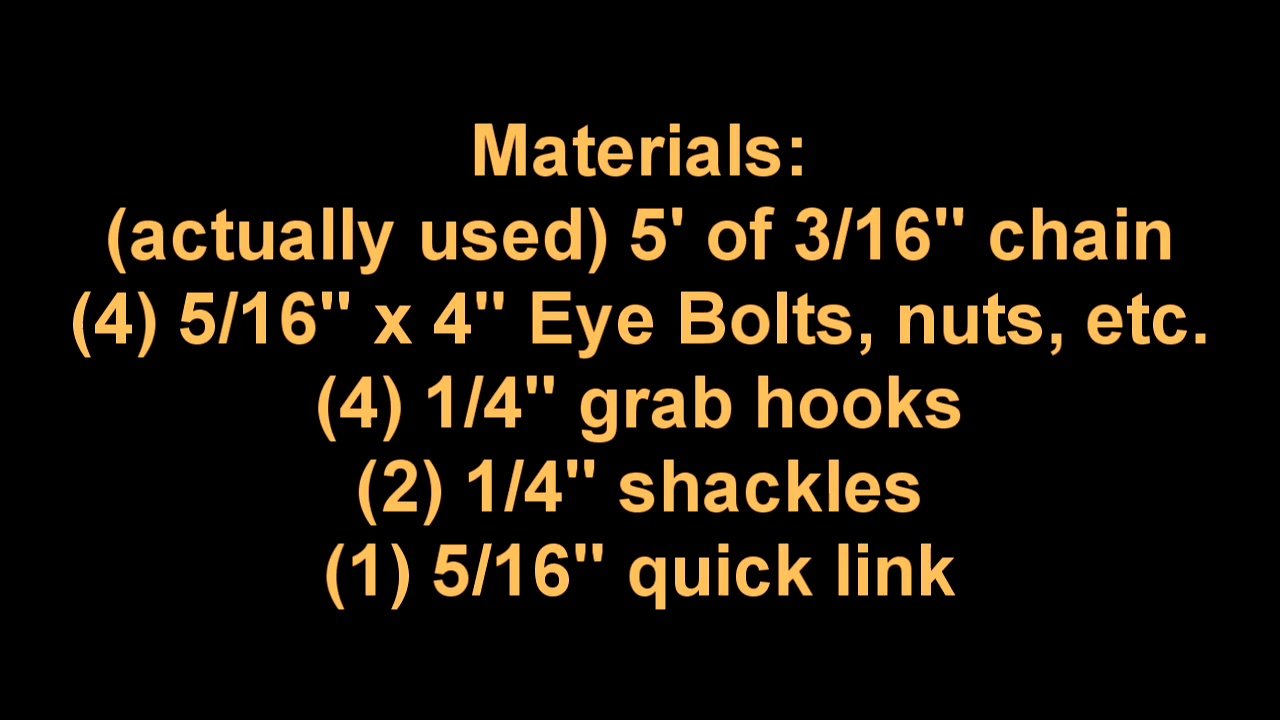 Materials:
(actually used) 5' of 3/16" chain
(4) 5/16" x 4" Eye Bolts, nuts, etc.
(4) 1/4" grab hooks
(2) 1/4" shackles
(1) 5/16" quick link